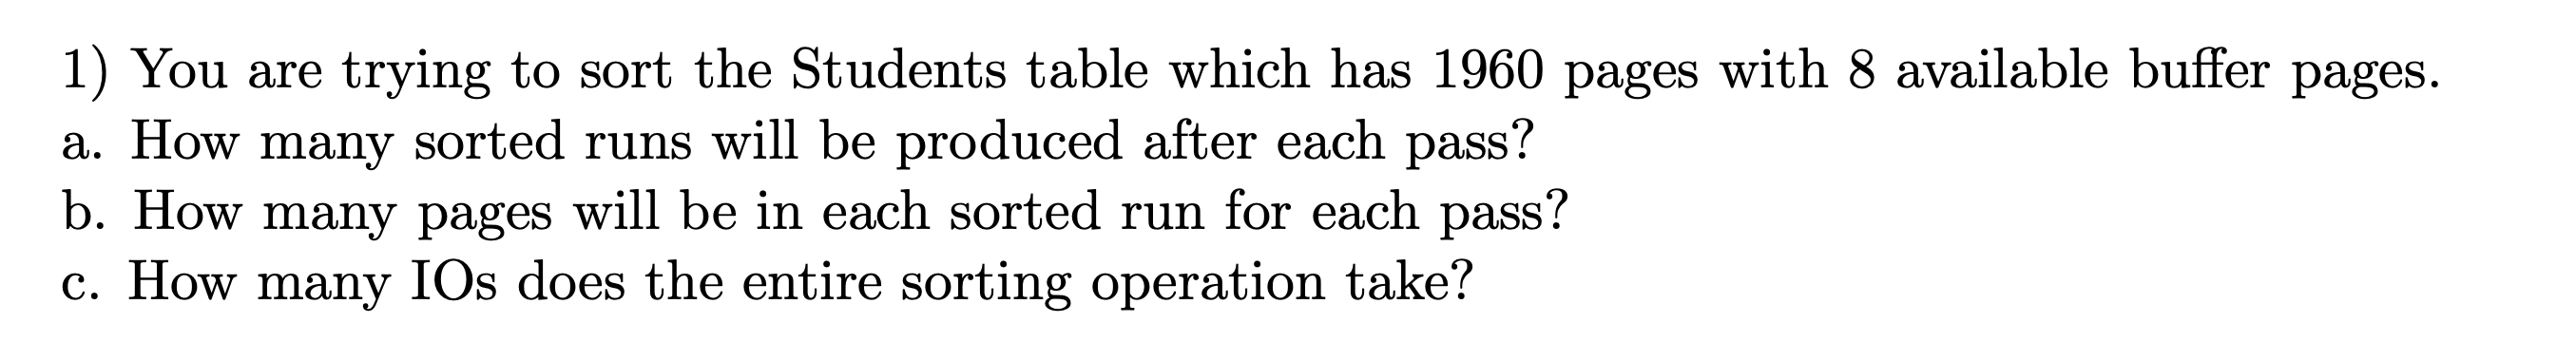 1) You are trying to sort the Students table which has 1960 pages with 8 available buffer pages.
a. How many sorted runs will be produced after each pass?
b. How many pages will be in each sorted run for each pass?
c. How many IOs does the entire sorting operation take?